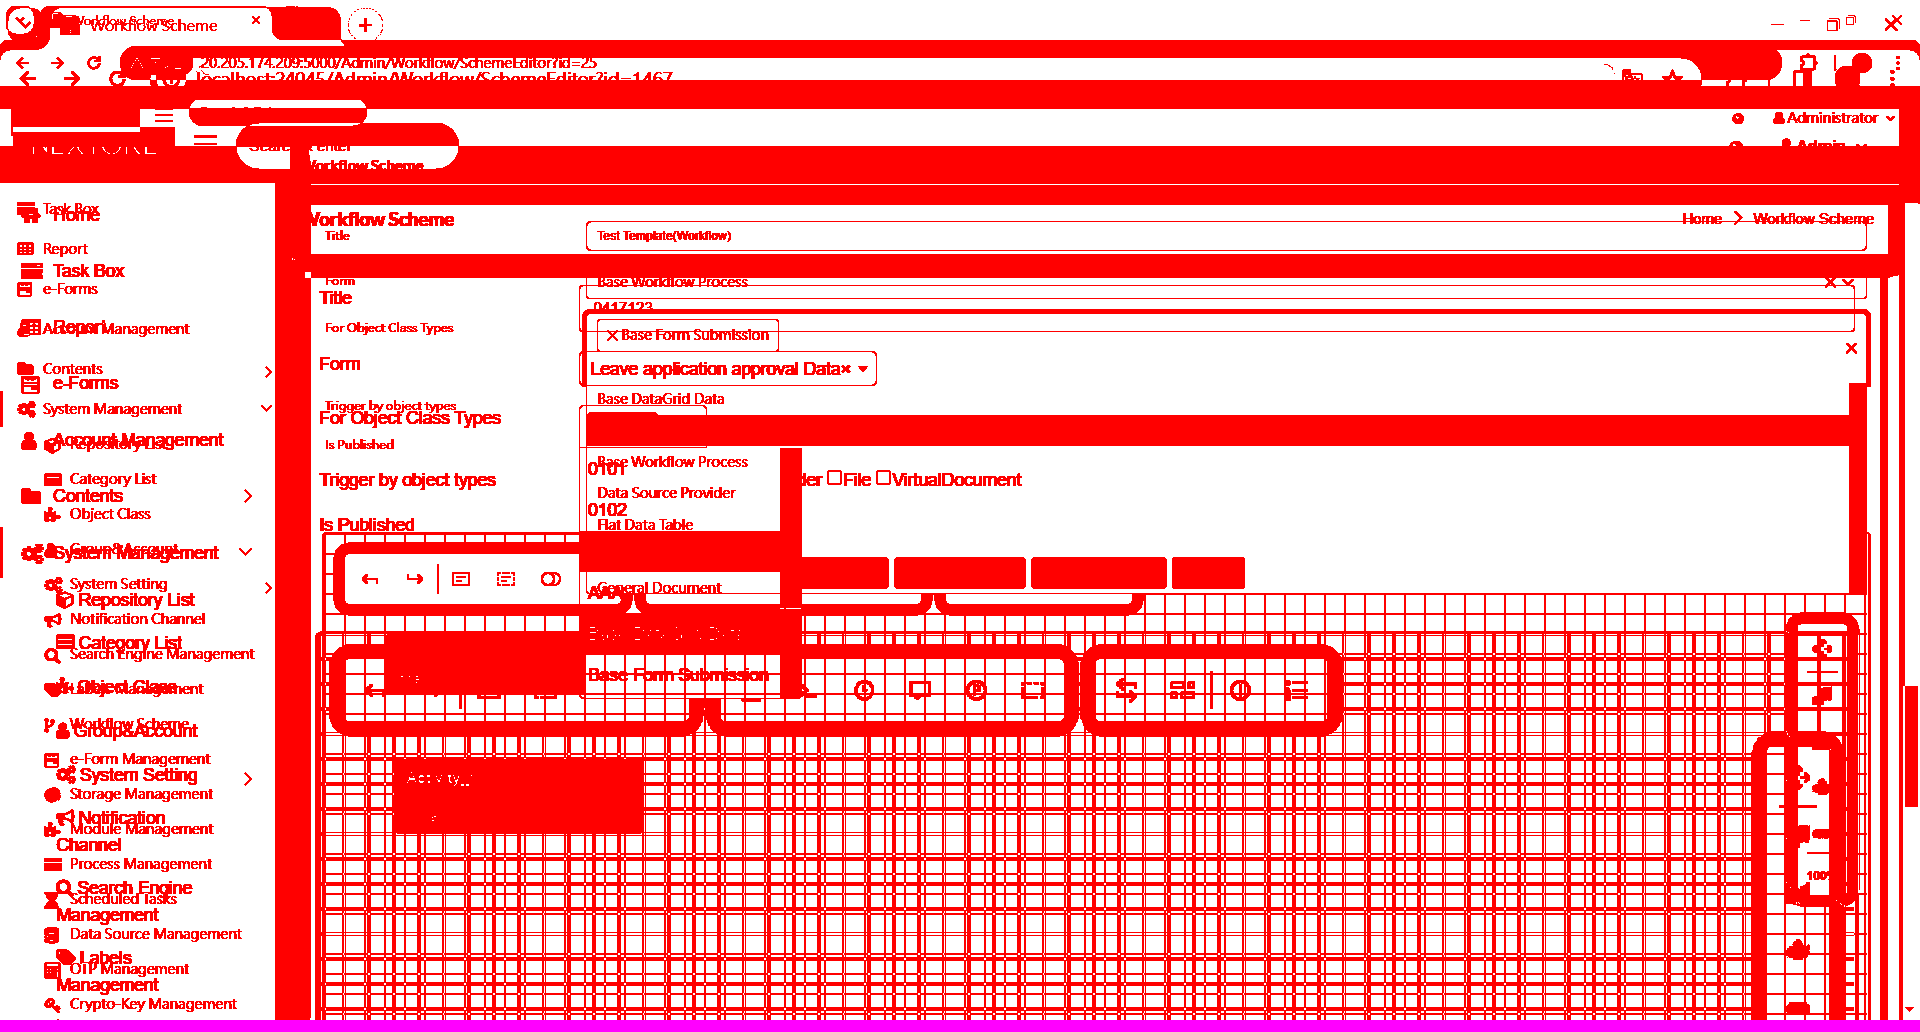 Workflow Scheme
Workflow Scheme
20.205.174.209:5000/Admin/Workflow/SchemeEditor?id=25
localhost:24045/Admin/Workflow/SchemeEditor?id=1467
Administrator
Admin
Workflow Scheme
Workflow Scheme
Home > Workflow Scheme
Task Box
Home
Report
Task Box
e-Forms
Report
Account Management
Contents
e-Forms
System Management
Account Management
Repository List
Category List
Contents
Object Class
Group&Account
System Management
System Setting
Repository List
Notification Channel
Category List
Search Engine Management
Object Class
Workflow Scheme
Group&Account
e-Form Management
System Setting
Storage Management
Notification
Channel
Module Management
Process Management
Search Engine
Management
Scheduled Tasks
Data Source Management
Labels
Management
OTP Management
Crypto-Key Management
Title
Test Template(Workflow)
Form
Base Workflow Process
Title
0417123
For Object Class Types
Base Form Submission
Form
Leave application approval Data
Trigger by object types
Base DataGrid Data
For Object Class Types
Is Published
Base Workflow Process
0101
Trigger by object types
File
VirtualDocument
Data Source Provider
0102
Flat Data Table
Is Published
General Document
AAA
Base Form Submission
Activity
100%